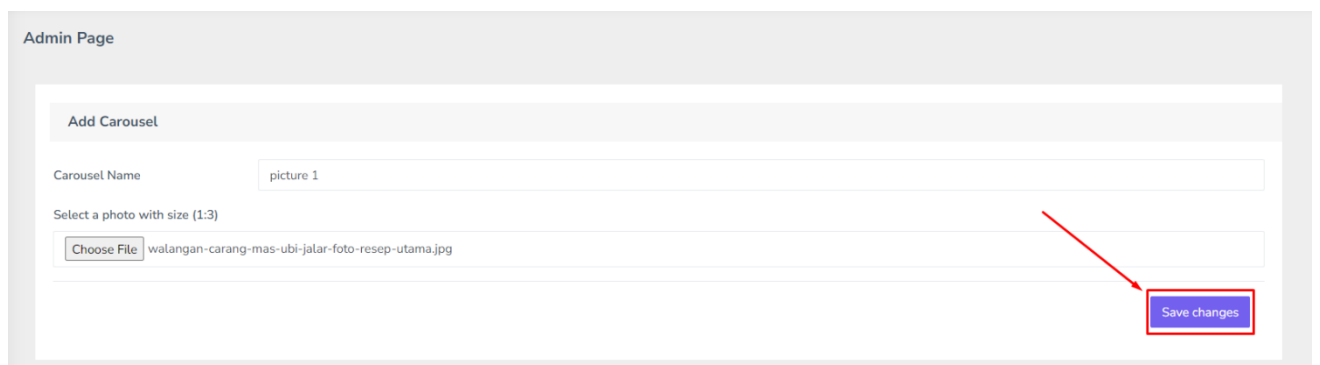 Admin Page
Add Carousel
Carousel Name picture 1
Select a photo with size (1:3)
Choose File walangan-carang-mas-ubi-jalar-foto-resep-utama.jpg
Save changes